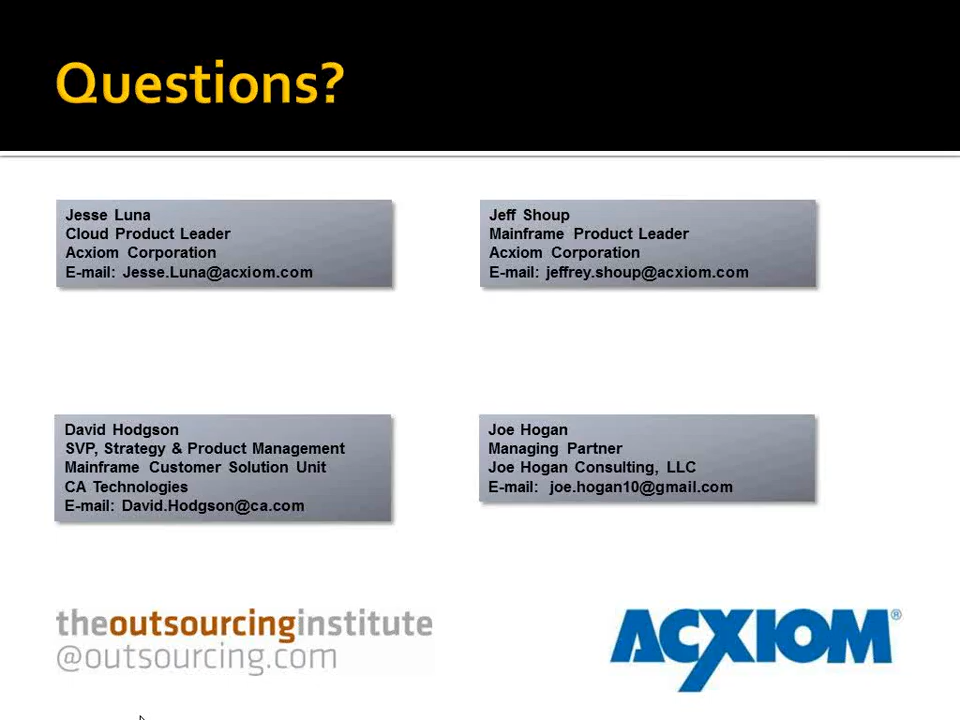 Questions?
Jesse Luna
Cloud Product Leader
Acxiom Corporation
E-mail: Jesse.Luna@acxiom.com
Jeff Shoup
Mainframe Product Leader
Acxiom Corporation
E-mail: jeffrey.shoup@acxiom.com
David Hodgson
SVP, Strategy & Product Management
Mainframe Customer Solution Unit
CA Technologies
E-mail: David.Hodgson@ca.com
Joe Hogan
Managing Partner
Joe Hogan Consulting, LLC
E-mail: joe.hogan10@gmail.com
theoutsourcinginstitute
@outsourcing.com
ACXIOM®